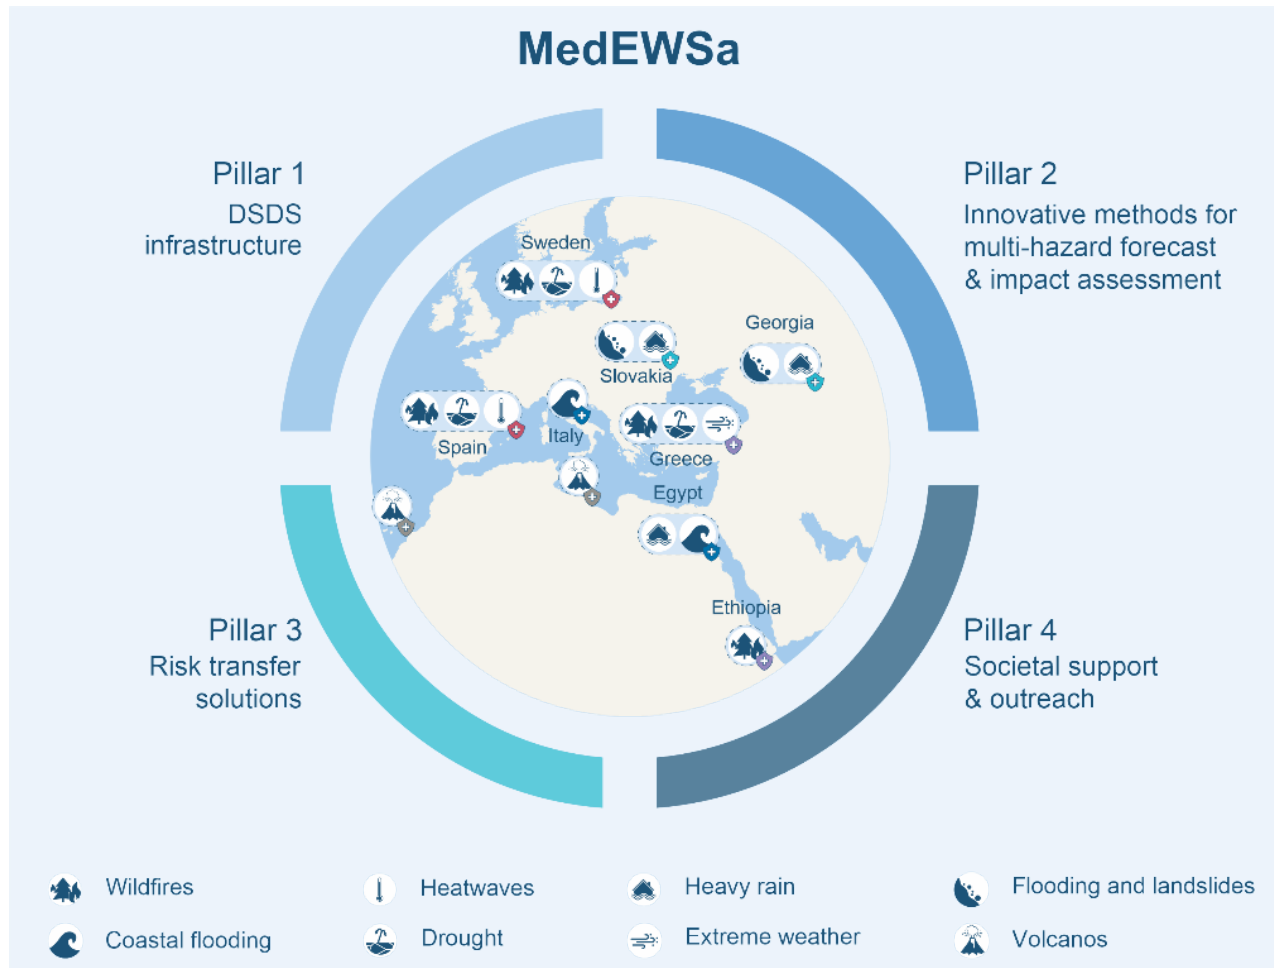 MedEWSa
Pillar 1
DSDS
infrastructure
Pillar 2
Innovative methods for
multi-hazard forecast
& impact assessment
Sweden
Georgia
Slovakia
Spain
Italy
Greece
Egypt
Ethiopia
Pillar 3
Risk transfer
solutions
Pillar 4
Societal support
& outreach
Wildfires
Heatwaves
Heavy rain
Flooding and landslides
Coastal flooding
Drought
Extreme weather
Volcanos